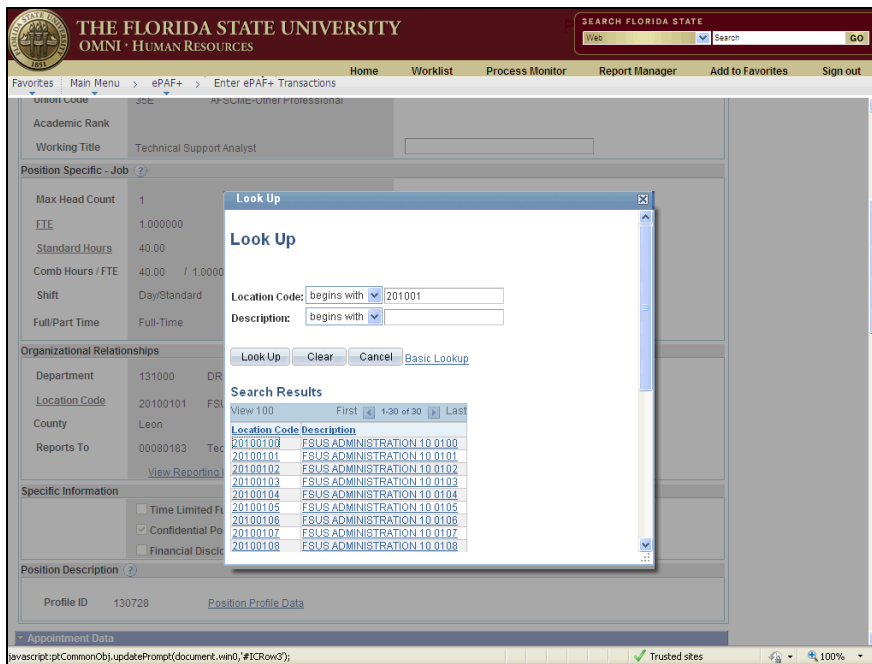 THE FLORIDA STATE UNIVERSITY
OMNI · HUMAN RESOURCES
SEARCH FLORIDA STATE
Web Search GO
STATE
1851
Home Worklist Process Monitor Report Manager Add to Favorites Sign out
Favorites Main Menu > ePAF+ > Enter ePAF+ Transactions
Union Code 35E AFSCME-Other Professional
Academic Rank
Working Title Technical Support Analyst
Position Specific - Job ?
Max Head Count 1
FTE 1.000000
Standard Hours 40.00
Comb Hours / FTE 40.00 / 1.0000
Shift Day/Standard
Full/Part Time Full-Time
Organizational Relationships
Department 131000 DR
Location Code 20100101
County Leon
Reports To 00080183 Tec
View Reporting
Specific Information
Time Limited
Confidential Po
Financial Disclo
Position Description ?
Profile ID 130728 Position Profile Data
Appointment Data
Look Up
Look Up
Location Code: begins with 201001
Description: begins with
Look Up Clear Cancel Basic Lookup
Search Results
View 100 First 1-30 of 30 Last
Location Code Description
20100100 FSUS ADMINISTRATION 10 0100
20100101 FSUS ADMINISTRATION 10 0101
20100102 FSUS ADMINISTRATION 10 0102
20100103 FSUS ADMINISTRATION 10 0103
20100104 FSUS ADMINISTRATION 10 0104
20100105 FSUS ADMINISTRATION 10 0105
20100106 FSUS ADMINISTRATION 10 0106
20100107 FSUS ADMINISTRATION 10 0107
20100108 FSUS ADMINISTRATION 10 0108
javascript:ptCommonObj.updatePrompt(document.win0,'#ICRow3'); Trusted sites 100%